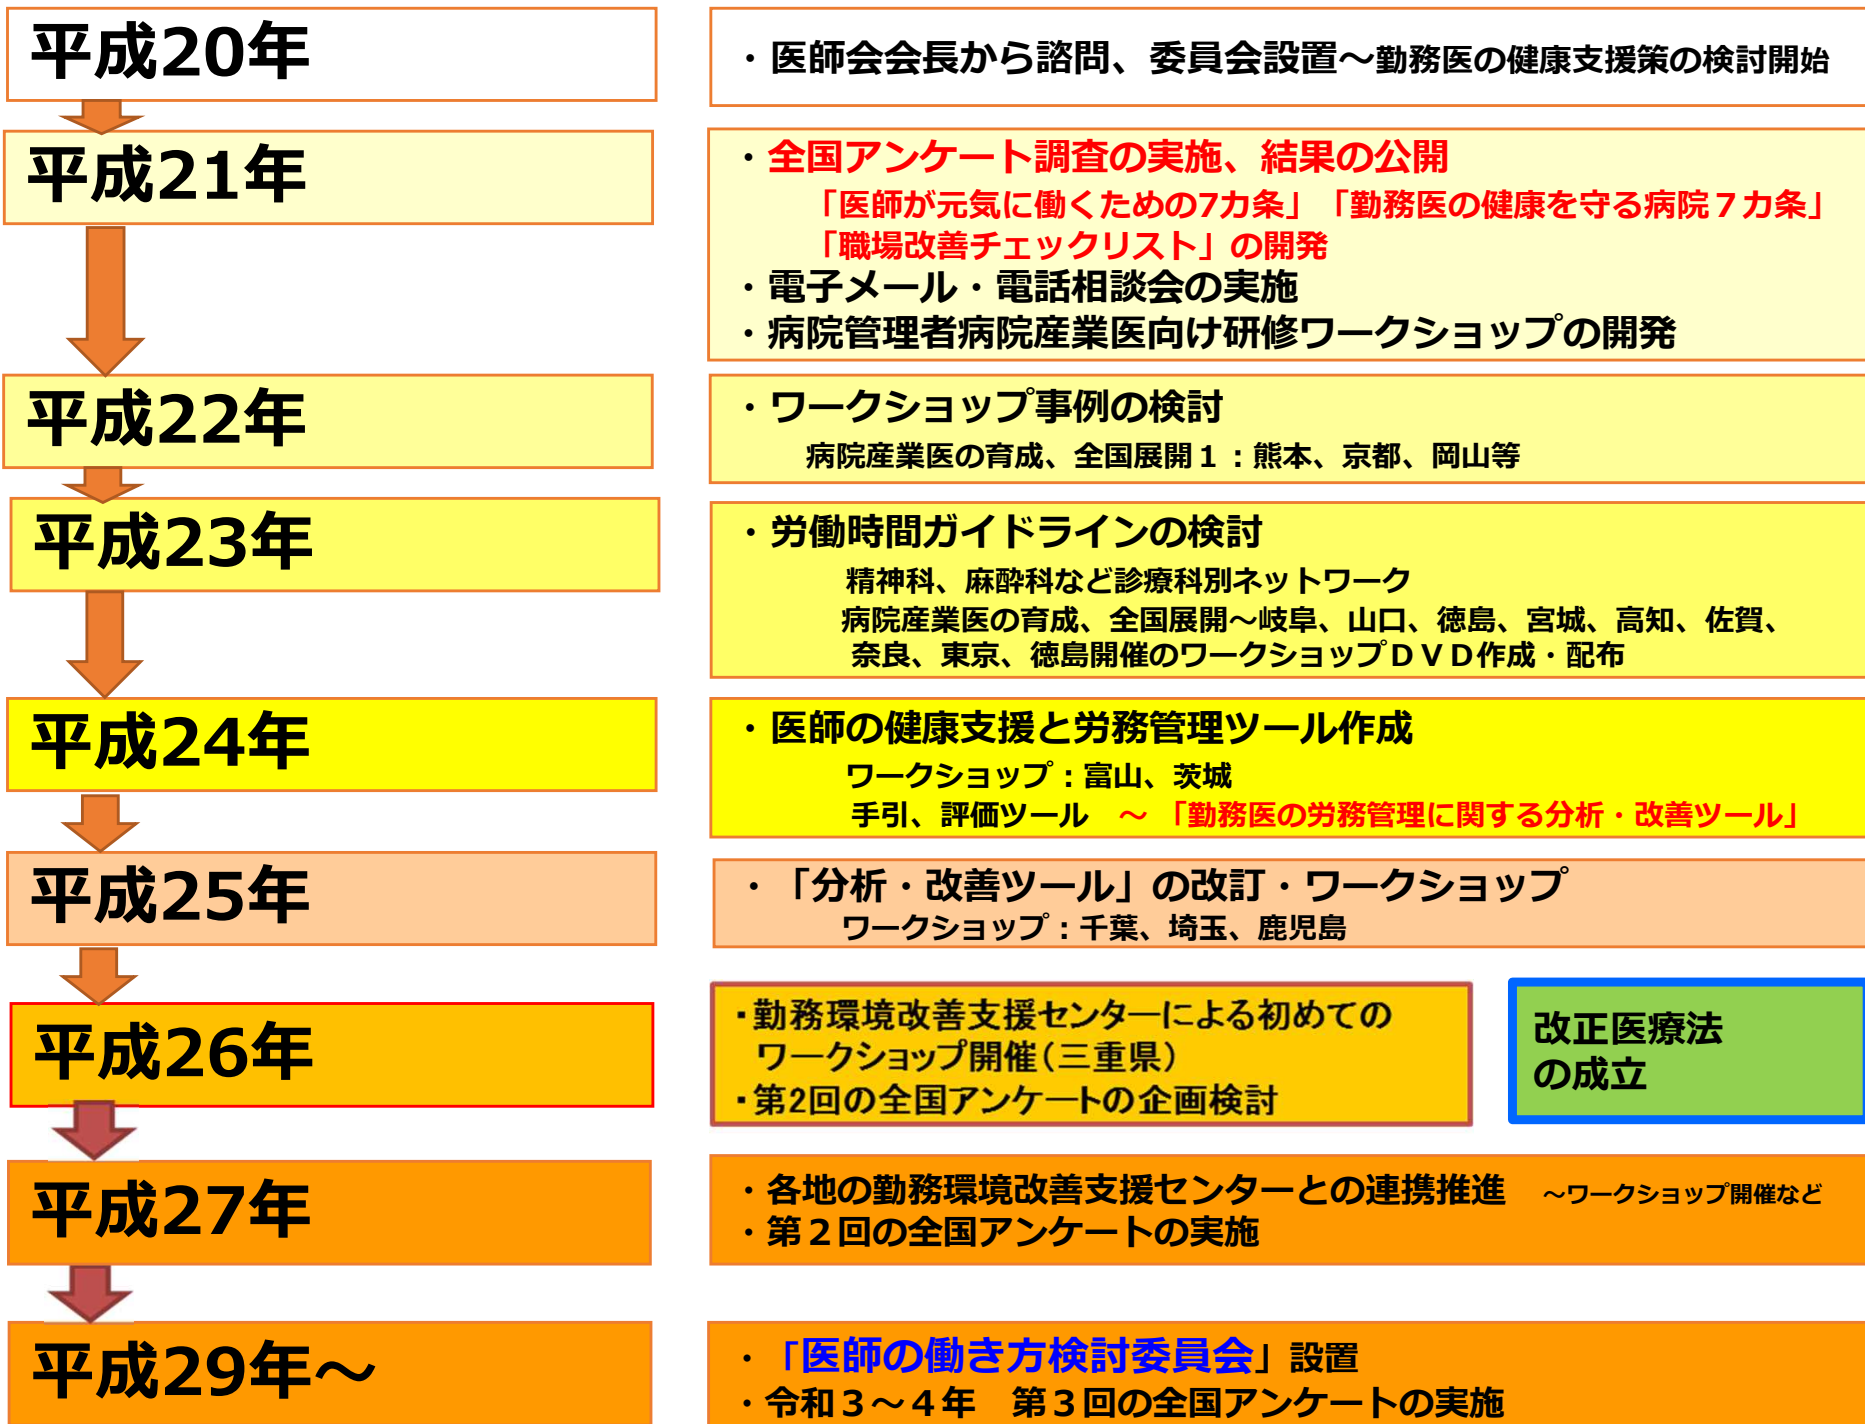 平成20年
・医師会会長から諮問、委員会設置～勤務医の健康支援策の検討開始
平成21年
・全国アンケート調査の実施、結果の公開
「医師が元気に働くための7カ条」「勤務医の健康を守る病院７カ条」
「職場改善チェックリスト」の開発
・電子メール・電話相談会の実施
・病院管理者病院産業医向け研修ワークショップの開発
平成22年
・ワークショップ事例の検討
病院産業医の育成、全国展開１：熊本、京都、岡山等
平成23年
・労働時間ガイドラインの検討
精神科、麻酔科など診療科別ネットワーク
病院産業医の育成、全国展開～岐阜、山口、徳島、宮城、高知、佐賀、
奈良、東京、徳島開催のワークショップＤＶＤ作成・配布
平成24年
・医師の健康支援と労務管理ツール作成
ワークショップ：富山、茨城
手引、評価ツール　～「勤務医の労務管理に関する分析・改善ツール」
平成25年
・「分析・改善ツール」の改訂・ワークショップ
ワークショップ：千葉、埼玉、鹿児島
平成26年
・勤務環境改善支援センターによる初めての
ワークショップ開催（三重県）
・第2回の全国アンケートの企画検討
改正医療法
の成立
平成27年
・各地の勤務環境改善支援センターとの連携推進　～ワークショップ開催など
・第２回の全国アンケートの実施
平成29年～
・「医師の働き方検討委員会」設置
・令和３～４年　第３回の全国アンケートの実施